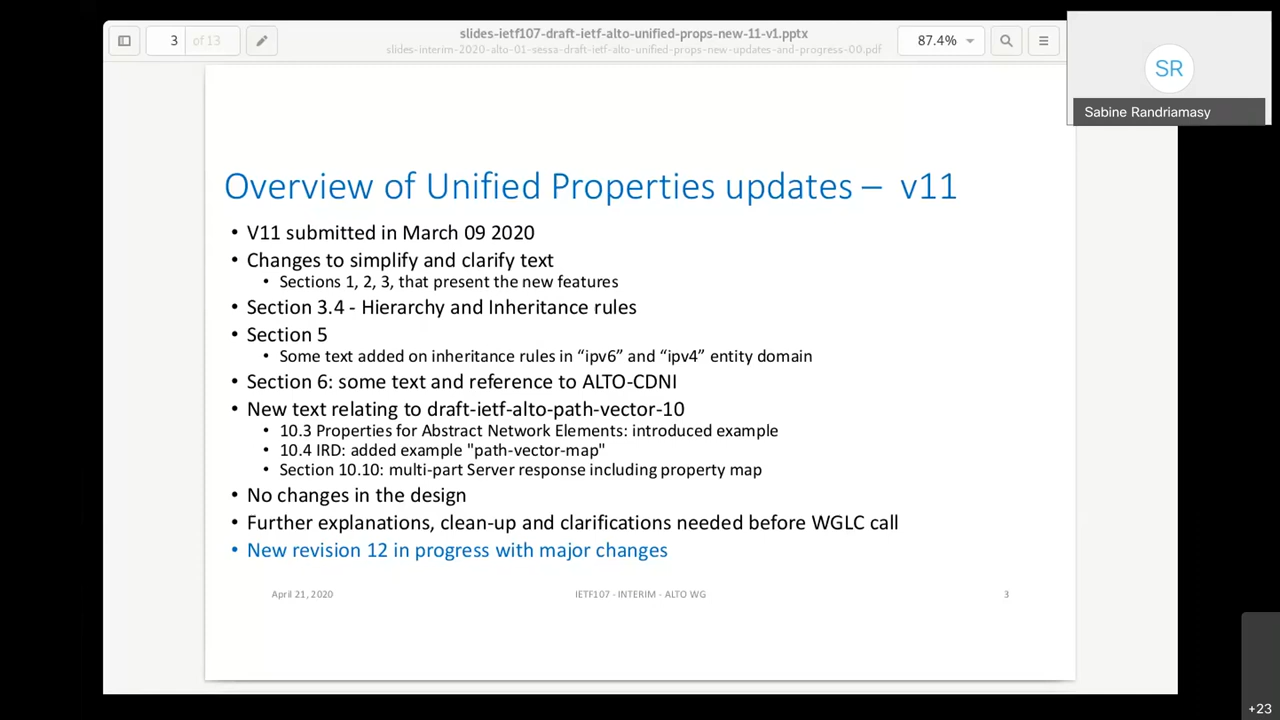 3 of 13
slides-ietf107-draft-ietf-alto-unified-props-new-11-v1.pptx
slides-interim-2020-alto-01-sessa-draft-ietf-alto-unified-props-new-updates-and-progress-00.pdf
87.4%
SR
Sabine Randriamasy
Overview of Unified Properties updates – v11
• V11 submitted in March 09 2020
• Changes to simplify and clarify text
• Sections 1, 2, 3, that present the new features
• Section 3.4 - Hierarchy and Inheritance rules
• Section 5
• Some text added on inheritance rules in “ipv6” and “ipv4” entity domain
• Section 6: some text and reference to ALTO-CDNI
• New text relating to draft-ietf-alto-path-vector-10
• 10.3 Properties for Abstract Network Elements: introduced example
• 10.4 IRD: added example "path-vector-map"
• Section 10.10: multi-part Server response including property map
• No changes in the design
• Further explanations, clean-up and clarifications needed before WGLC call
• New revision 12 in progress with major changes
April 21, 2020
IETF107 - INTERIM - ALTO WG
3
+23